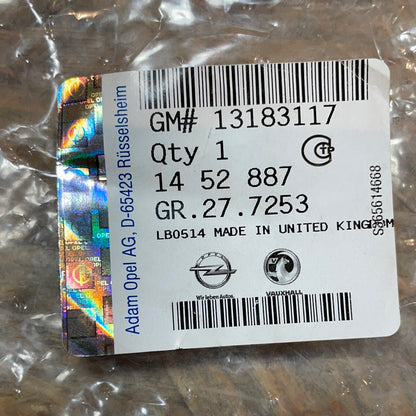 GM# 13183117
Qty 1
14 52 887
GR.27.7253
LB0514 MADE IN UNITED KINGDOM
Wir leben Autos.
VAUXHALL
Adam Opel AG, D-65423 Rüsselsheim
OPEL